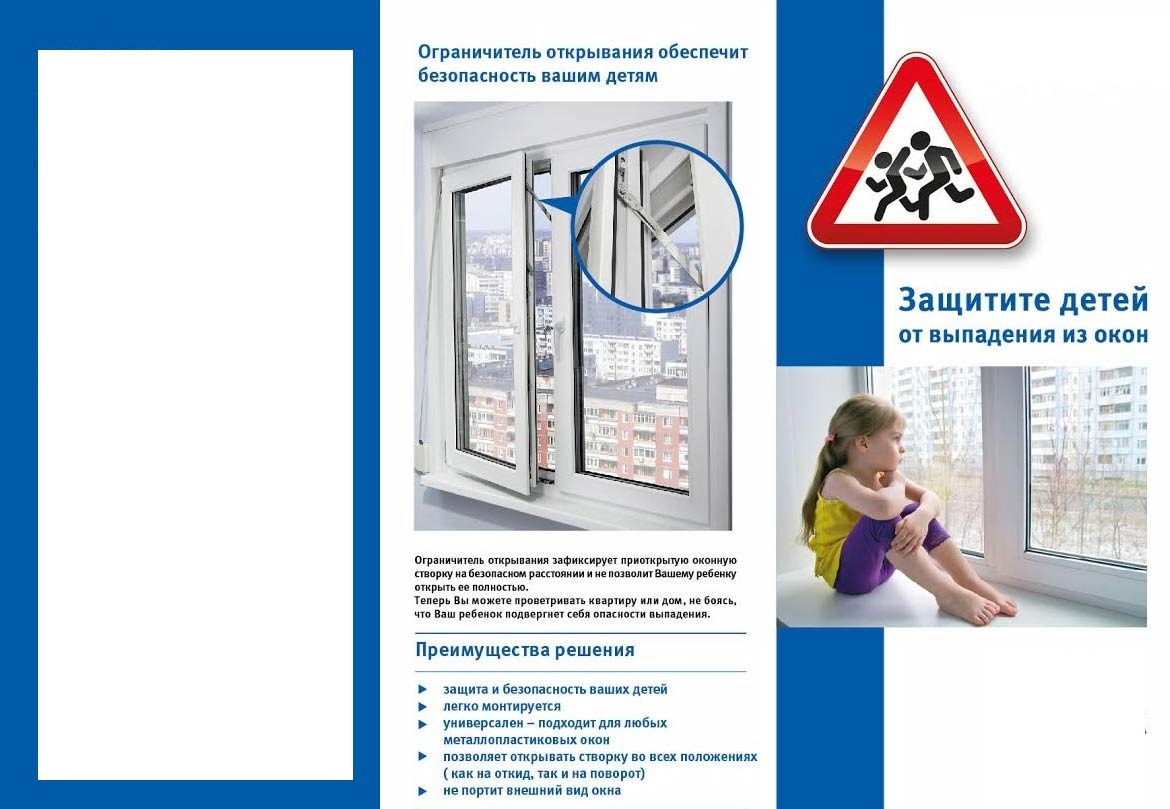 Ограничитель открывания обеспечит
безопасность вашим детям
Ограничитель открывания зафиксирует приоткрытую оконную
створку на безопасном расстоянии и не позволит Вашему ребенку
открыть ее полностью.
Теперь Вы можете проветривать квартиру или дом, не боясь,
что Ваш ребенок подвергнет себя опасности выпадения.
Преимущества решения
защита и безопасность ваших детей
легко монтируется
универсален – подходит для любых
металлопластиковых окон
позволяет открывать створку во всех положениях
( как на откид, так и на поворот)
не портит внешний вид окна
Защитите детей
от выпадения из окон